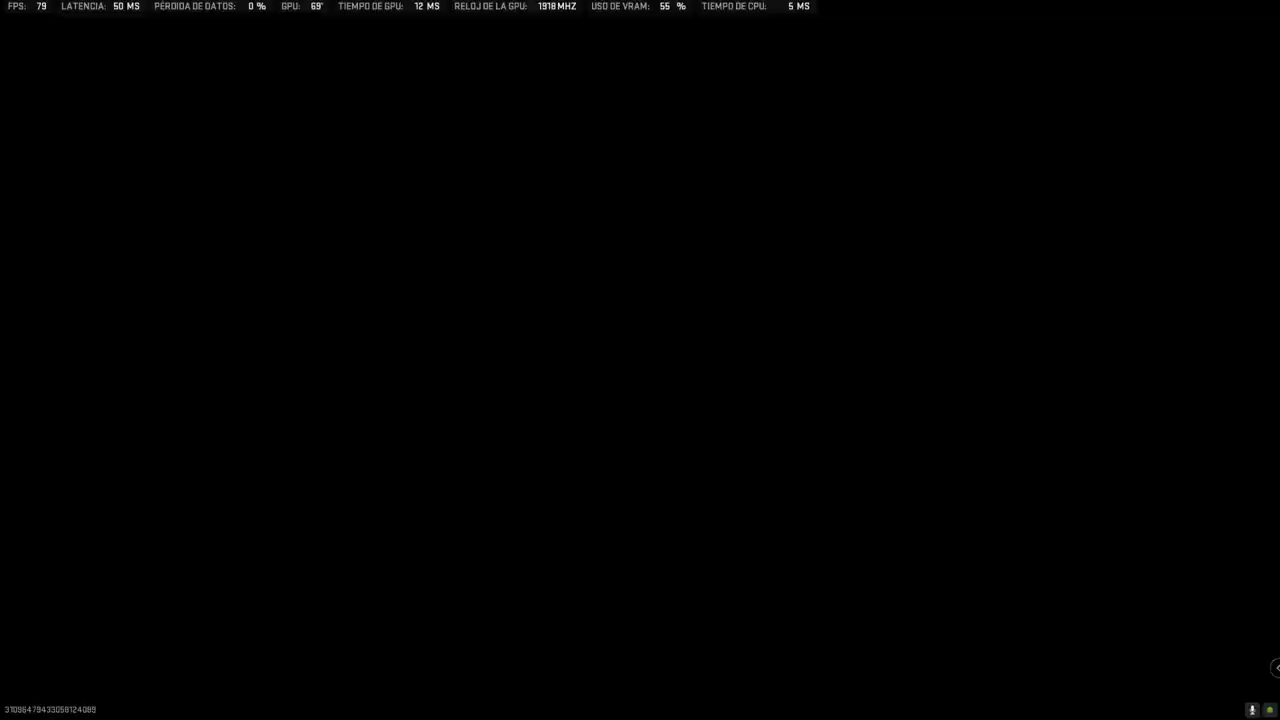 FPS: 79 LATENCIA: 50 MS PÉRDIDA DE DATOS: 0 % GPU: 69° TIEMPO DE GPU: 12 MS RELOJ DE LA GPU: 1918 MHZ USO DE VRAM: 55 % TIEMPO DE CPU: 5 MS